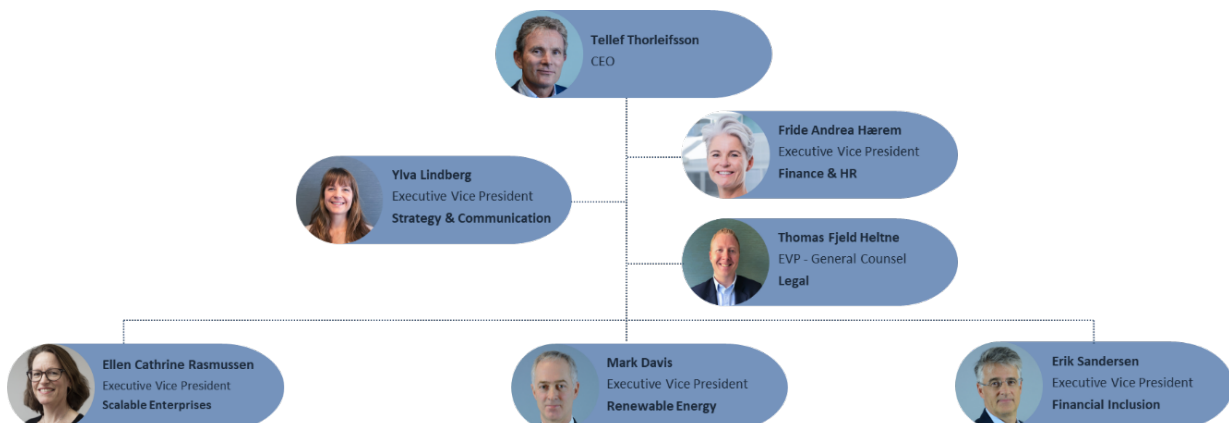 Tellef Thorleifsson
CEO
Fride Andrea Hærem
Executive Vice President
Finance & HR
Ylva Lindberg
Executive Vice President
Strategy & Communication
Thomas Fjeld Heltne
EVP - General Counsel
Legal
Ellen Cathrine Rasmussen
Executive Vice President
Scalable Enterprises
Mark Davis
Executive Vice President
Renewable Energy
Erik Sandersen
Executive Vice President
Financial Inclusion